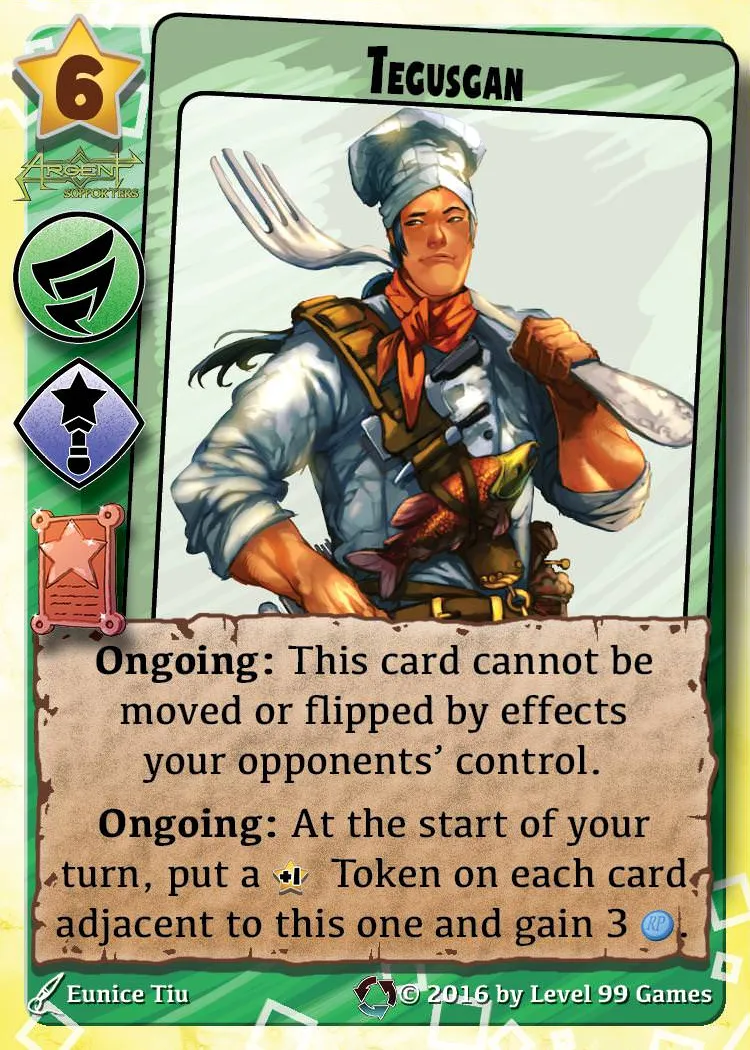 6
TEGUSGAN
ARGENT
SUPPORTERS
Ongoing: This card cannot be
moved or flipped by effects
your opponents' control.
Ongoing: At the start of your
turn, put a +1 Token on each card
adjacent to this one and gain 3 RP.
Eunice Tiu
© 2016 by Level 99 Games